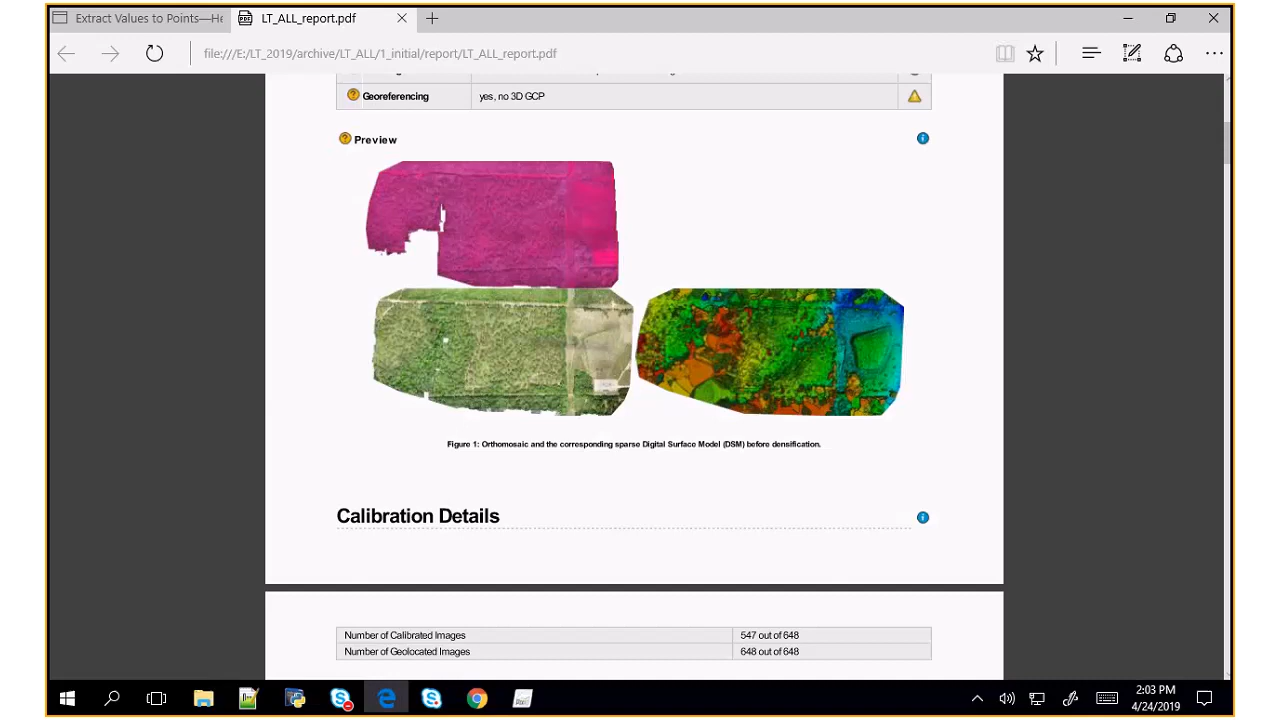 Extract Values to Points—He
LT_ALL_report.pdf
file:///E:/LT_2019/archive/LT_ALL/1_initial/report/LT_ALL_report.pdf
Georeferencing
yes, no 3D GCP
Preview
Figure 1: Orthomosaic and the corresponding sparse Digital Surface Model (DSM) before densification.
Calibration Details
Number of Calibrated Images
547 out of 648
Number of Geolocated Images
648 out of 648
2:03 PM
4/24/2019